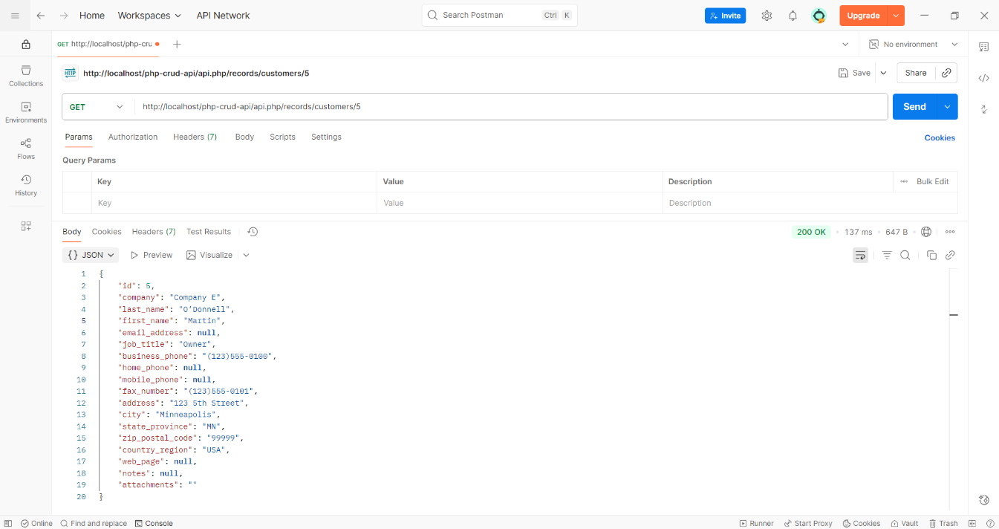 Home Workspaces API Network Search Postman Ctrl K Invite Upgrade
GET http://localhost/php-cru No environment
HTTP http://localhost/php-crud-api/api.php/records/customers/5 Save Share
GET http://localhost/php-crud-api/api.php/records/customers/5 Send
Collections
Environments
Flows
History
Params Authorization Headers (7) Body Scripts Settings Cookies
Query Params
Key Value Description ••• Bulk Edit
Key Value Description
Body Cookies Headers (7) Test Results 200 OK • 137 ms • 647 B •
{} JSON Preview Visualize
1 {
2 "id": 5,
3 "company": "Company E",
4 "last_name": "O’Donnell",
5 "first_name": "Martin",
6 "email_address": null,
7 "job_title": "Owner",
8 "business_phone": "(123)555-0100",
9 "home_phone": null,
10 "mobile_phone": null,
11 "fax_number": "(123)555-0101",
12 "address": "123 5th Street",
13 "city": "Minneapolis",
14 "state_province": "MN",
15 "zip_postal_code": "99999",
16 "country_region": "USA",
17 "web_page": null,
18 "notes": null,
19 "attachments": ""
20 }
Online Find and replace Console Runner Start Proxy Cookies Vault Trash